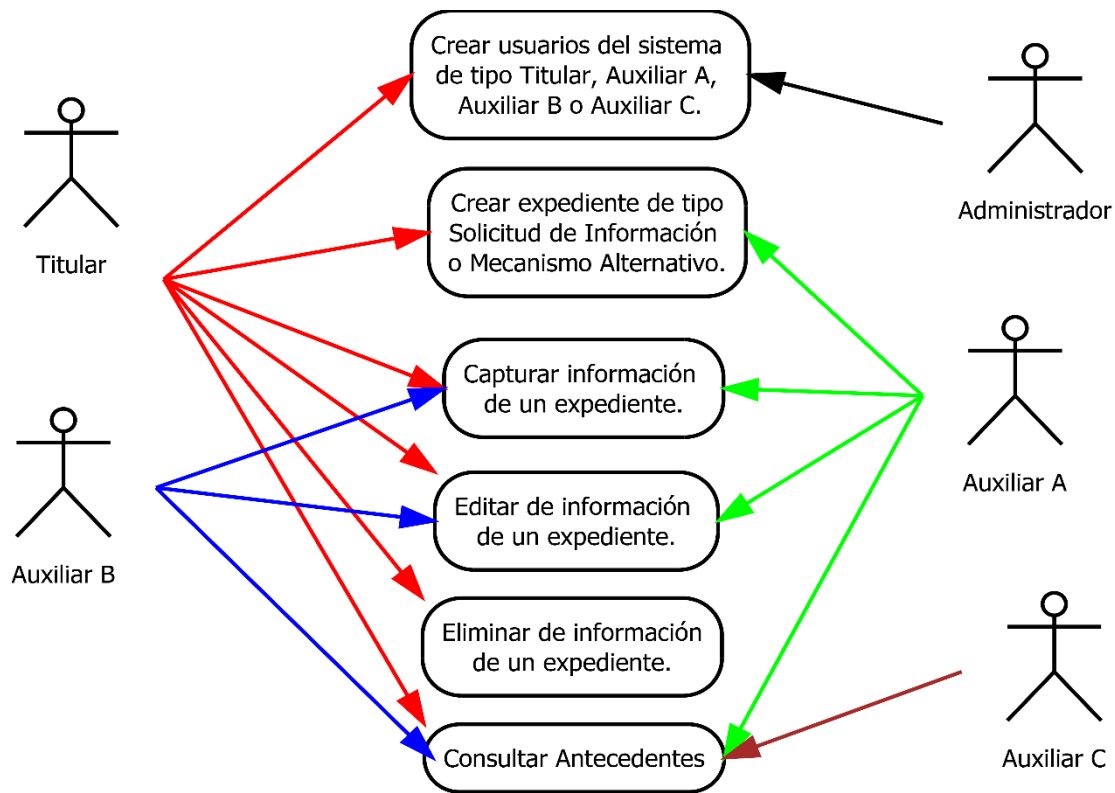 Crear usuarios del sistema
de tipo Titular, Auxiliar A,
Auxiliar B o Auxiliar C.
Titular
Administrador
Crear expediente de tipo
Solicitud de Información
o Mecanismo Alternativo.
Capturar información
de un expediente.
Auxiliar B
Auxiliar A
Editar de información
de un expediente.
Eliminar de información
de un expediente.
Consultar Antecedentes
Auxiliar C